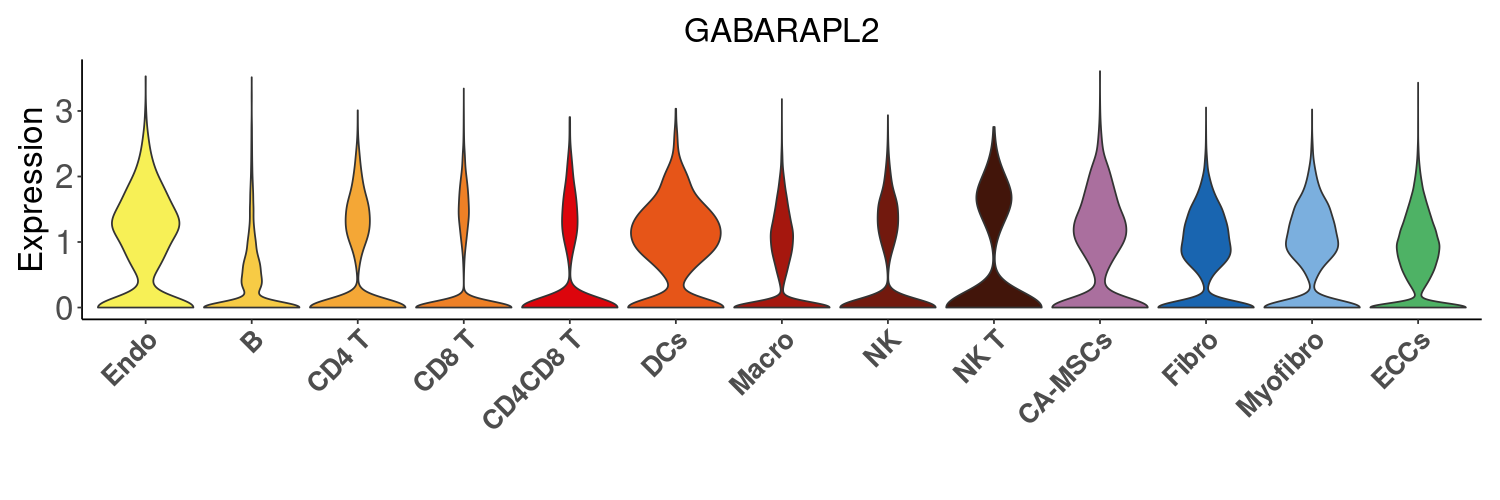 GABARAPL2
Expression
3
2
1
0
Endo
B
CD4 T
CD8 T
CD4CD8 T
DCs
Macro
NK
NK T
CA-MSCs
Fibro
Myofibro
ECCs